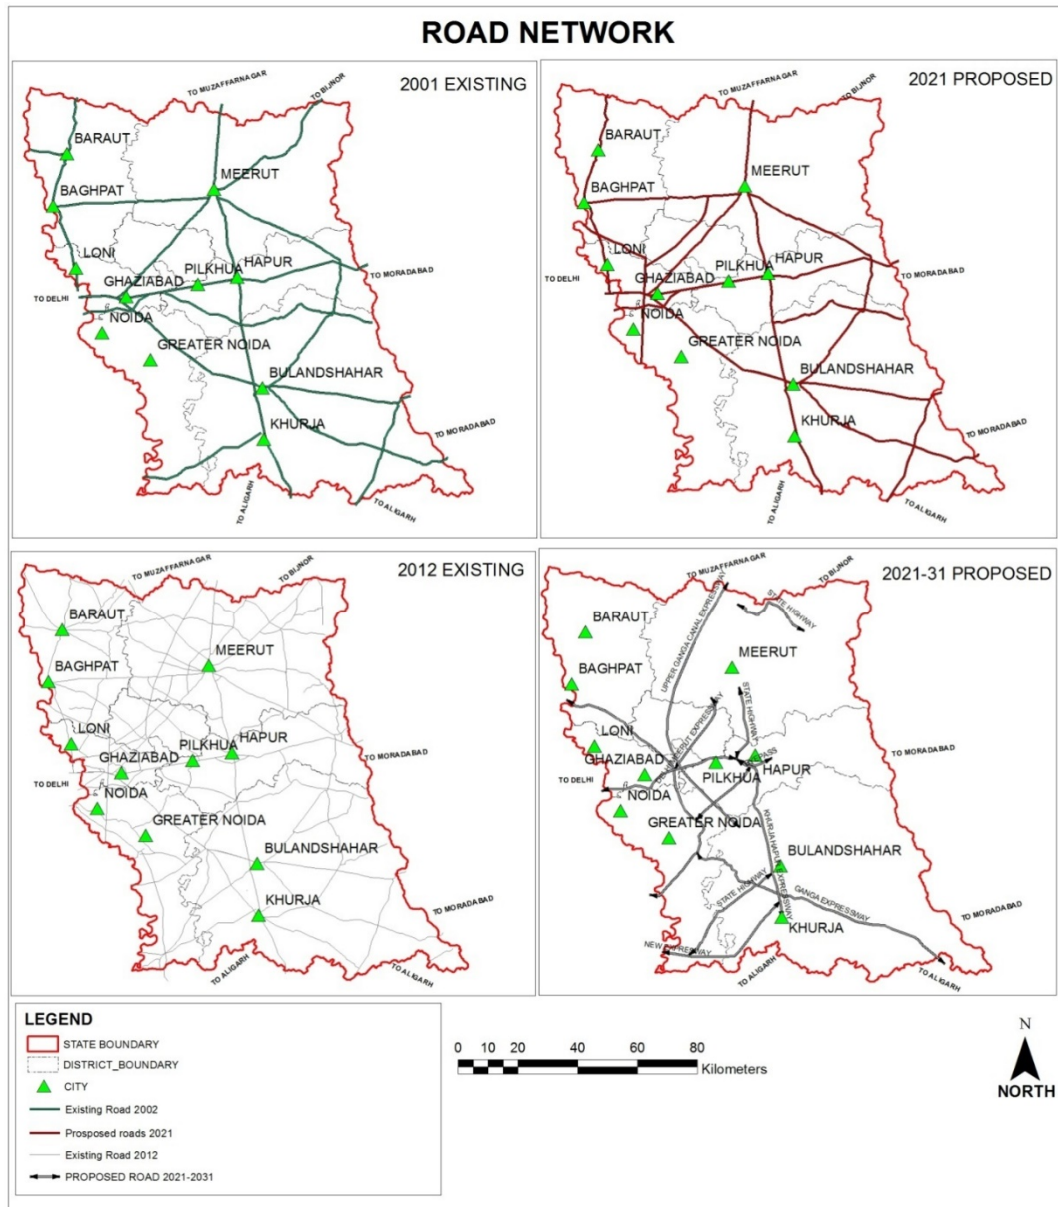 ROAD NETWORK
2001 EXISTING
TO MUZAFFARNAGAR
TO BIJNOR
BARAUT
MEERUT
BAGHPAT
LONI
PILKHUA
HAPUR
GHAZIABAD
TO MORADABAD
TO DELHI
NOIDA
GREATER NOIDA
BULANDSHAHAR
KHURJA
TO MORADABAD
TO ALIGARH
TO ALIGARH
2021 PROPOSED
TO MUZAFFARNAGAR
TO BIJNOR
BARAUT
MEERUT
BAGHPAT
LONI
PILKHUA
HAPUR
GHAZIABAD
TO MORADABAD
TO DELHI
NOIDA
GREATER NOIDA
BULANDSHAHAR
KHURJA
TO MORADABAD
TO ALIGARH
TO ALIGARH
2012 EXISTING
TO MUZAFFARNAGAR
TO BIJNOR
BARAUT
MEERUT
BAGHPAT
LONI
PILKHUA
HAPUR
GHAZIABAD
TO MORADABAD
TO DELHI
NOIDA
GREATER NOIDA
BULANDSHAHAR
KHURJA
TO MORADABAD
TO ALIGARH
TO ALIGARH
2021-31 PROPOSED
TO MUZAFFARNAGAR
TO BIJNOR
STATE HIGHWAY
UPPER GANGA CANAL EXPRESSWAY
BARAUT
MEERUT
BAGHPAT
STATE HIGHWAY
MEERUT EXPRESSWAY
LONI
GHAZIABAD
TO MORADABAD
TO DELHI
PILKHUA
HAPUR
NOIDA
GREATER NOIDA
KHURJA HAPUR EXPRESSWAY
BULANDSHAHAR
STATE HIGHWAY
GANGA EXPRESSWAY
KHURJA
TO MORADABAD
NEW EXPRESWAY
TO ALIGARH
TO ALIGARH
LEGEND
STATE BOUNDARY
DISTRICT_BOUNDARY
CITY
Existing Road 2002
Prosposed roads 2021
Existing Road 2012
PROPOSED ROAD 2021-2031
0 10 20 40 60 80
Kilometers
N
NORTH